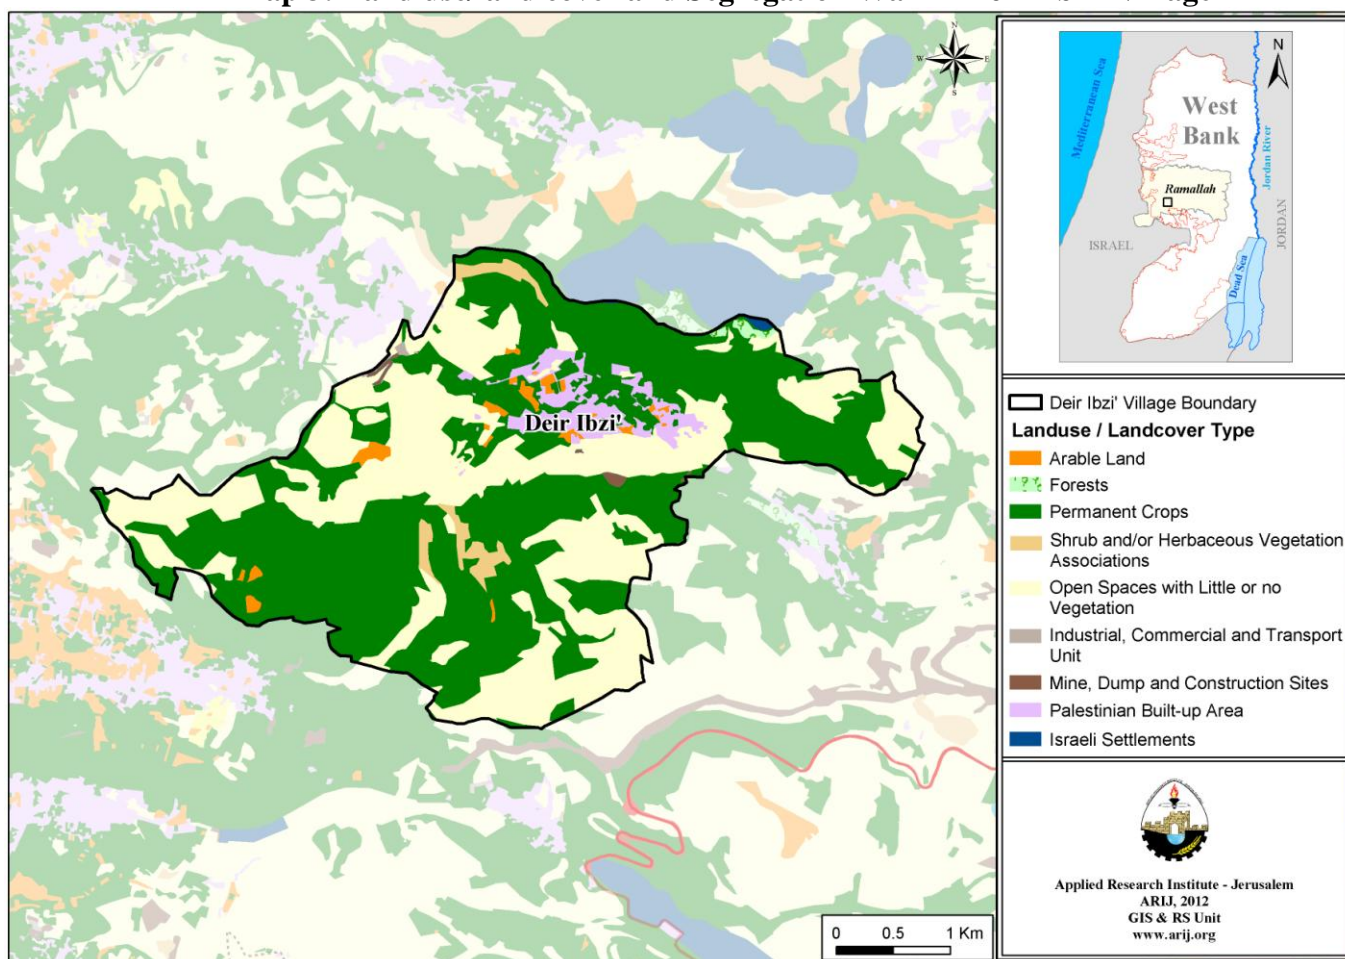 N
W
E
S
Deir Ibzi'
0 0.5 1 Km
N
Mediterranean Sea
West
Bank
Jordan River
Ramallah
ISRAEL
JORDAN
Dead Sea
Deir Ibzi' Village Boundary
Landuse / Landcover Type
Arable Land
Forests
Permanent Crops
Shrub and/or Herbaceous Vegetation
Associations
Open Spaces with Little or no
Vegetation
Industrial, Commercial and Transport
Unit
Mine, Dump and Construction Sites
Palestinian Built-up Area
Israeli Settlements
Applied Research Institute - Jerusalem
ARIJ, 2012
GIS & RS Unit
www.arij.org